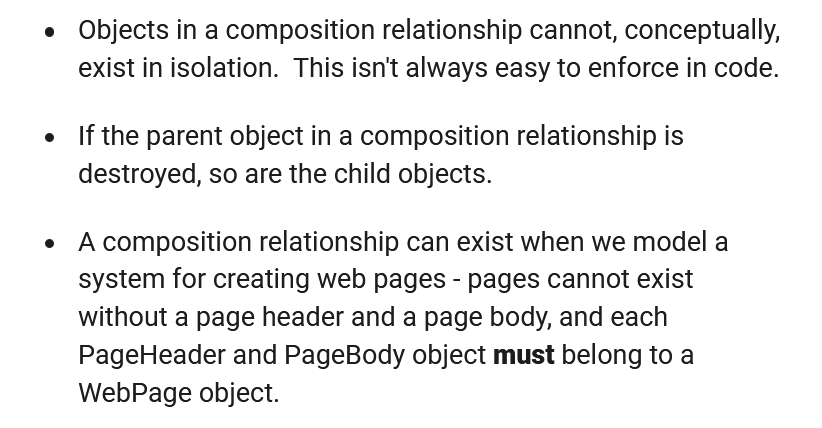 • Objects in a composition relationship cannot, conceptually,
exist in isolation.  This isn't always easy to enforce in code.
• If the parent object in a composition relationship is
destroyed, so are the child objects.
• A composition relationship can exist when we model a
system for creating web pages - pages cannot exist
without a page header and a page body, and each
PageHeader and PageBody object must belong to a
WebPage object.